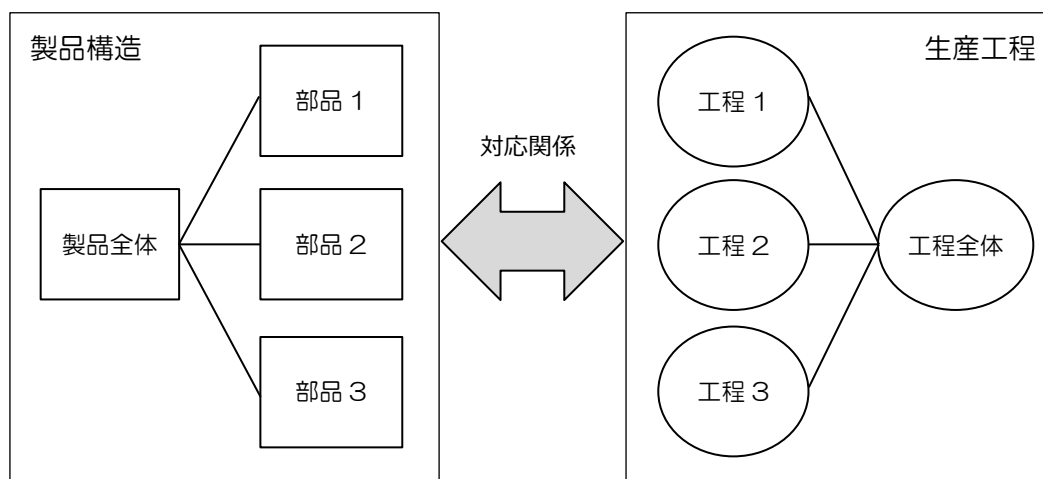 製品構造
部品1
部品2
部品3
製品全体
対応関係
生産工程
工程1
工程2
工程3
工程全体